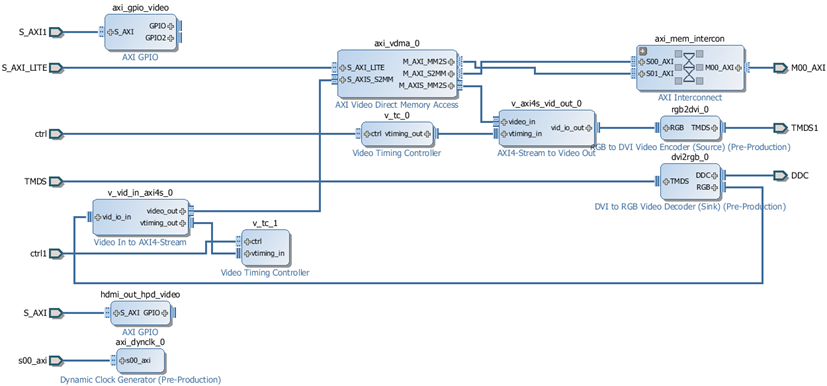 axi_gpio_video
S_AXI1
S_AXI
GPIO
GPIO2
AXI GPIO
axi_vdma_0
S_AXI_LITE
S_AXI_LITE
S_AXIS_S2MM
M_AXI_MM2S
M_AXI_S2MM
M_AXIS_MM2S
AXI Video Direct Memory Access
axi_mem_intercon
S00_AXI
S01_AXI
M00_AXI
M00_AXI
AXI Interconnect
ctrl
v_tc_0
ctrl
vtiming_out
Video Timing Controller
v_axi4s_vid_out_0
video_in
vtiming_in
vid_io_out
AXI4-Stream to Video Out
rgb2dvi_0
RGB
TMDS
TMDS1
RGB to DVI Video Encoder (Source) (Pre-Production)
dvi2rgb_0
TMDS
TMDS
DDC
RGB
DDC
DVI to RGB Video Decoder (Sink) (Pre-Production)
v_vid_in_axi4s_0
vid_io_in
video_out
vtiming_out
Video In to AXI4-Stream
ctrl1
v_tc_1
ctrl
vtiming_in
Video Timing Controller
hdmi_out_hpd_video
S_AXI
S_AXI
GPIO
AXI GPIO
axi_dynclk_0
s00_axi
s00_axi
Dynamic Clock Generator (Pre-Production)